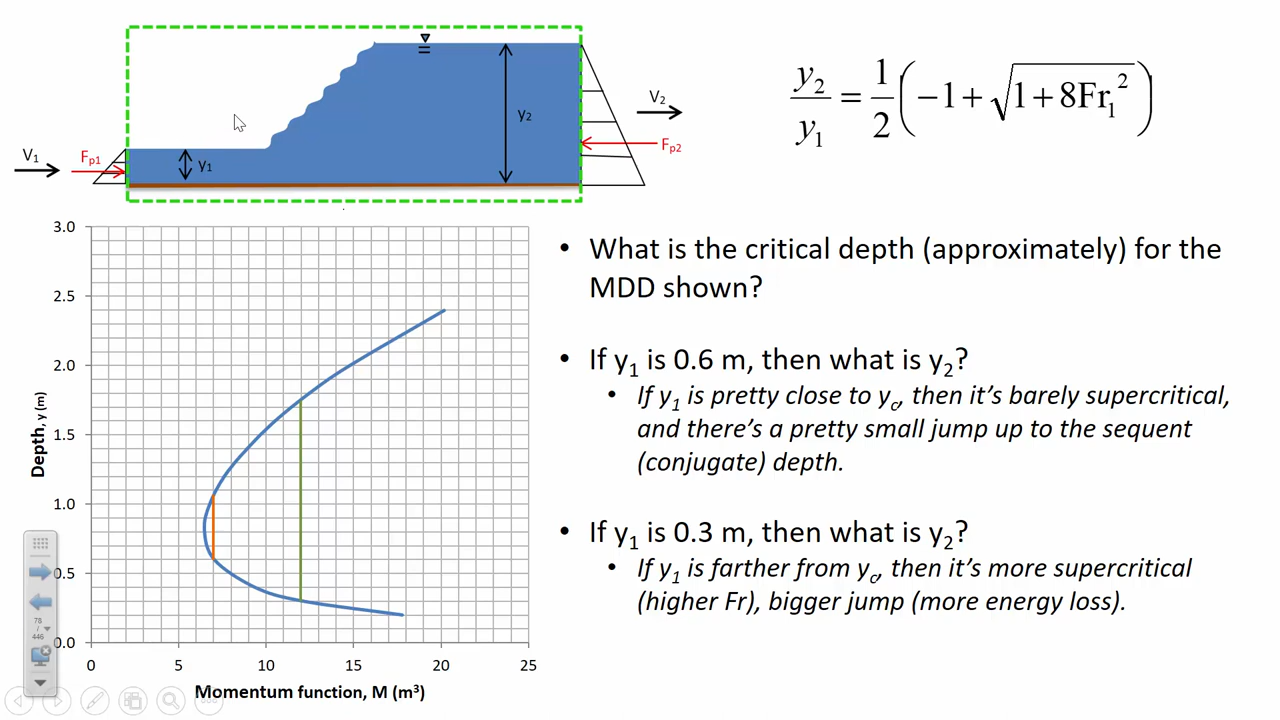 V1
Fp1
y1
y2
V2
Fp2
y2/y1 = 1/2(−1+√1+8Fr1²)
3.0
2.5
2.0
1.5
1.0
0.5
0.0
Depth, y (m)
0 5 10 15 20 25
Momentum function, M (m³)
• What is the critical depth (approximately) for the
MDD shown?
• If y1 is 0.6 m, then what is y2?
• If y1 is pretty close to yc, then it's barely supercritical,
and there's a pretty small jump up to the sequent
(conjugate) depth.
• If y1 is 0.3 m, then what is y2?
• If y1 is farther from yc, then it's more supercritical
(higher Fr), bigger jump (more energy loss).
78
/
446